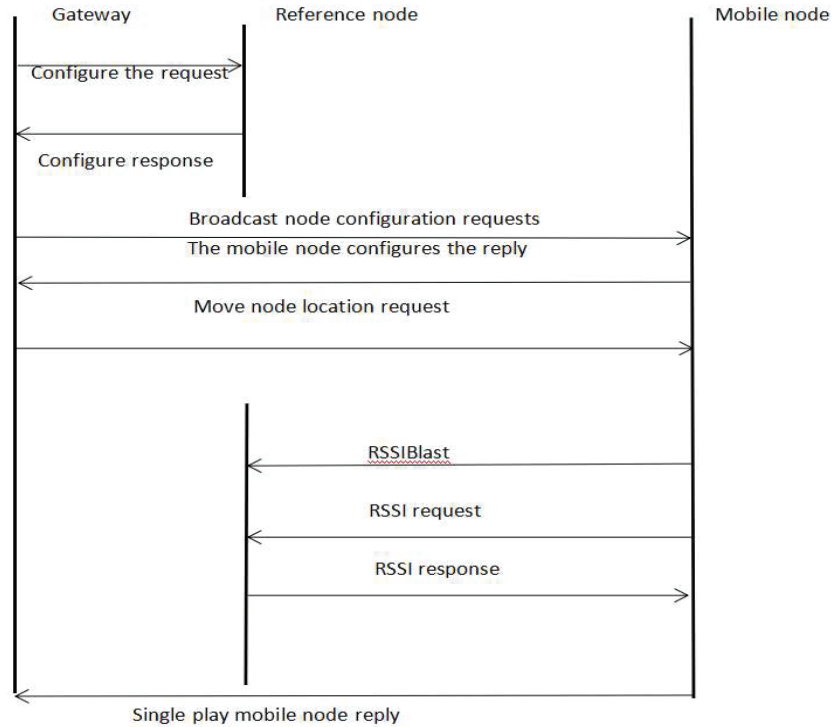 Gateway
Reference node
Mobile node
Configure the request
Configure response
Broadcast node configuration requests
The mobile node configures the reply
Move node location request
RSSIBlast
RSSI request
RSSI response
Single play mobile node reply